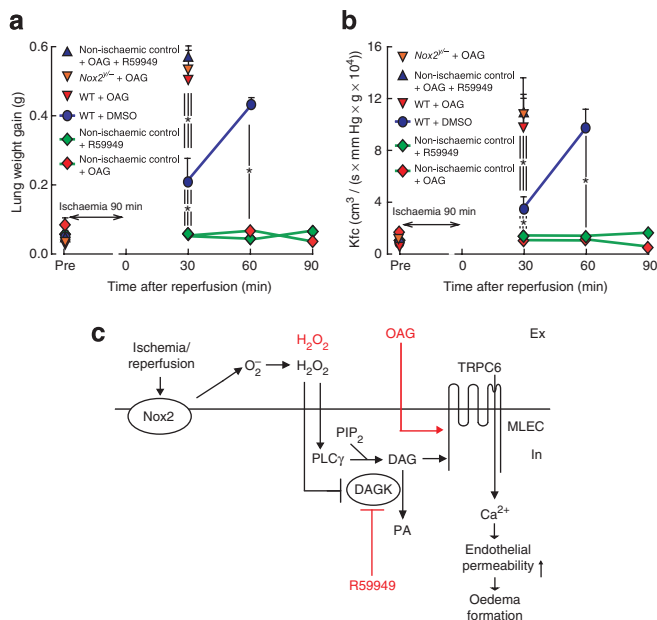 a
Lung weight gain (g)
0.6
0.4
0.2
0.0
Non-ischaemic control
+ OAG + R59949
Nox2ʸ/⁻ + OAG
WT + OAG
WT + DMSO
Non-ischaemic control
+ R59949
Non-ischaemic control
+ OAG
Ischaemia 90 min
*
*
*
Pre
0
30
60
90
Time after reperfusion (min)
b
Kfc (cm³ / (s × mm Hg × g × 10⁴))
16
12
8
4
0
Nox2ʸ/⁻ + OAG
Non-ischaemic control
+ OAG + R59949
WT + OAG
WT + DMSO
Non-ischaemic control
+ R59949
Non-ischaemic control
+ OAG
Ischaemia 90 min
*
*
*
Pre
0
30
60
90
Time after reperfusion (min)
c
Ischemia/
reperfusion
Nox2
O₂⁻
H₂O₂
H₂O₂
OAG
Ex
TRPC6
MLEC
In
PIP₂
PLCγ
DAG
DAGK
PA
R59949
Ca²⁺
Endothelial
permeability
Oedema
formation